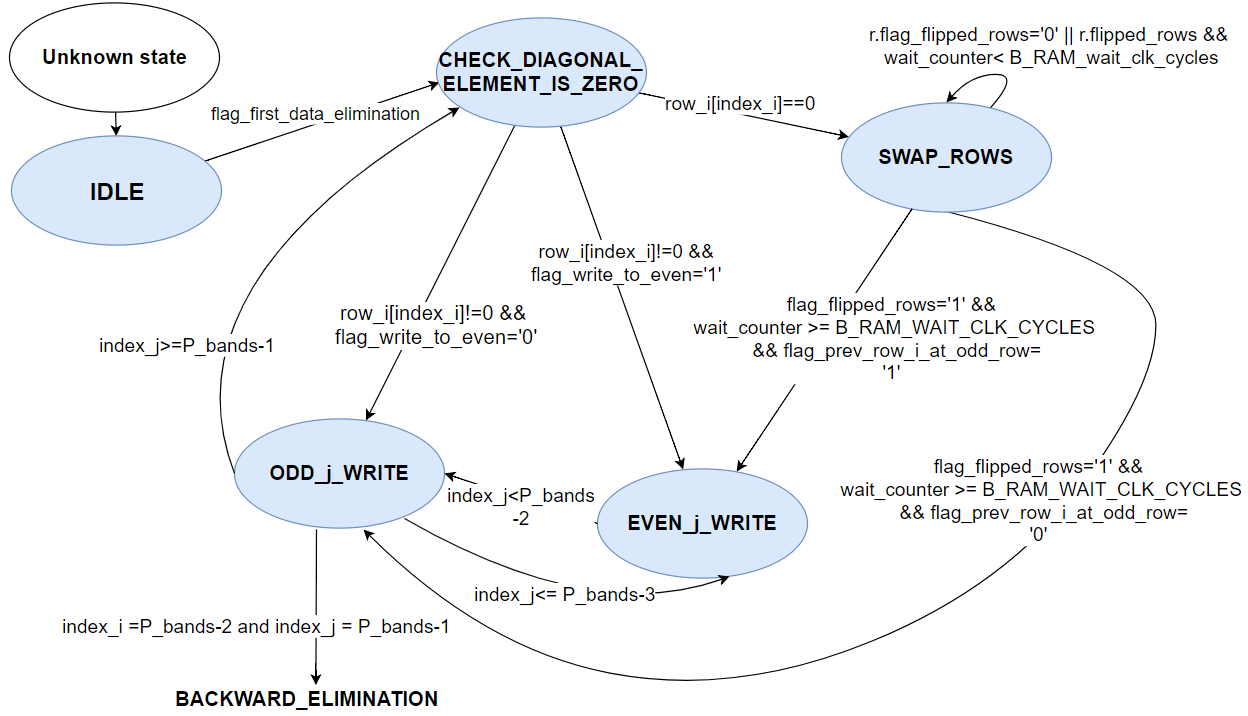 Unknown state
IDLE
flag_first_data_elimination
CHECK_DIAGONAL_
ELEMENT_IS_ZERO
row_i[index_i]==0
r.flag_flipped_rows='0' || r.flipped_rows &&
wait_counter< B_RAM_wait_clk_cycles
SWAP_ROWS
row_i[index_i]!=0 &&
flag_write_to_even='1'
row_i[index_i]!=0 &&
flag_write_to_even='0'
index_j>=P_bands-1
flag_flipped_rows='1' &&
wait_counter >= B_RAM_WAIT_CLK_CYCLES
&& flag_prev_row_i_at_odd_row=
'1'
ODD_j_WRITE
index_j<P_bands
-2
EVEN_j_WRITE
flag_flipped_rows='1' &&
wait_counter >= B_RAM_WAIT_CLK_CYCLES
&& flag_prev_row_i_at_odd_row=
'0'
index_j<= P_bands-3
index_i =P_bands-2 and index_j = P_bands-1
BACKWARD_ELIMINATION